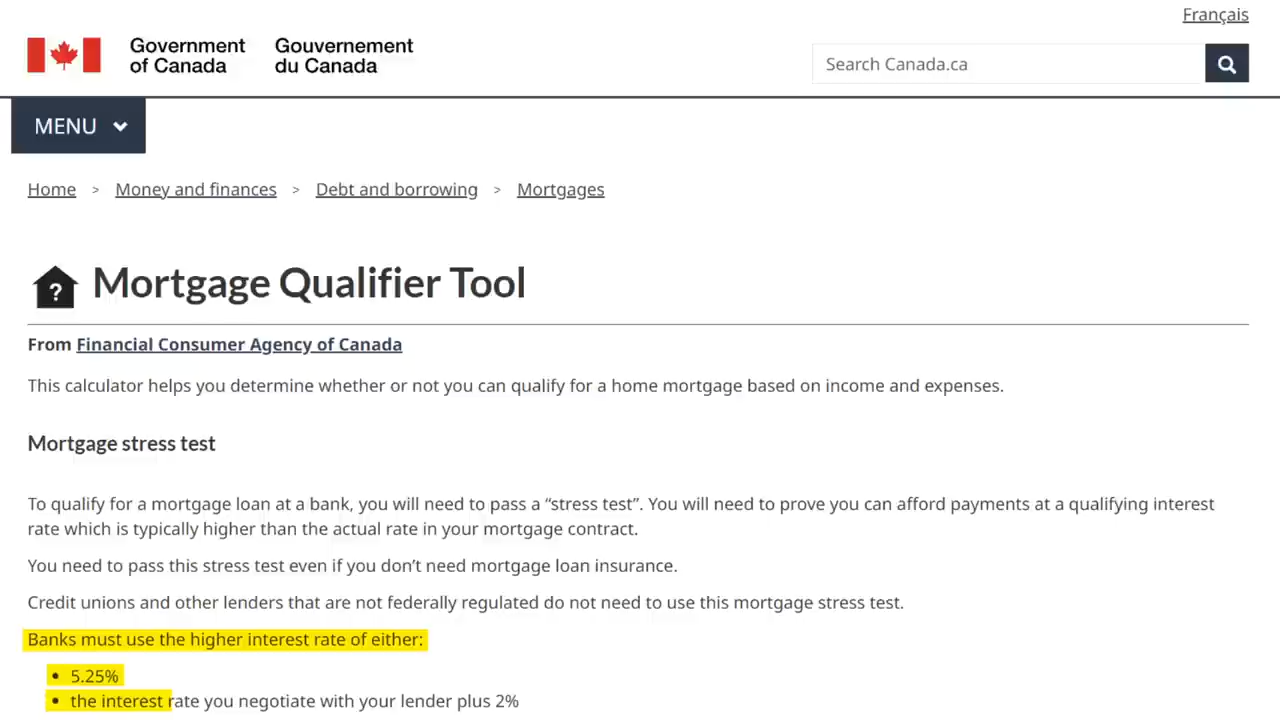 Français
Government of Canada
Gouvernement du Canada
Search Canada.ca
MENU
Home > Money and finances > Debt and borrowing > Mortgages
?
Mortgage Qualifier Tool
From Financial Consumer Agency of Canada
This calculator helps you determine whether or not you can qualify for a home mortgage based on income and expenses.
Mortgage stress test
To qualify for a mortgage loan at a bank, you will need to pass a “stress test”. You will need to prove you can afford payments at a qualifying interest
rate which is typically higher than the actual rate in your mortgage contract.
You need to pass this stress test even if you don’t need mortgage loan insurance.
Credit unions and other lenders that are not federally regulated do not need to use this mortgage stress test.
Banks must use the higher interest rate of either:
• 5.25%
• the interest rate you negotiate with your lender plus 2%